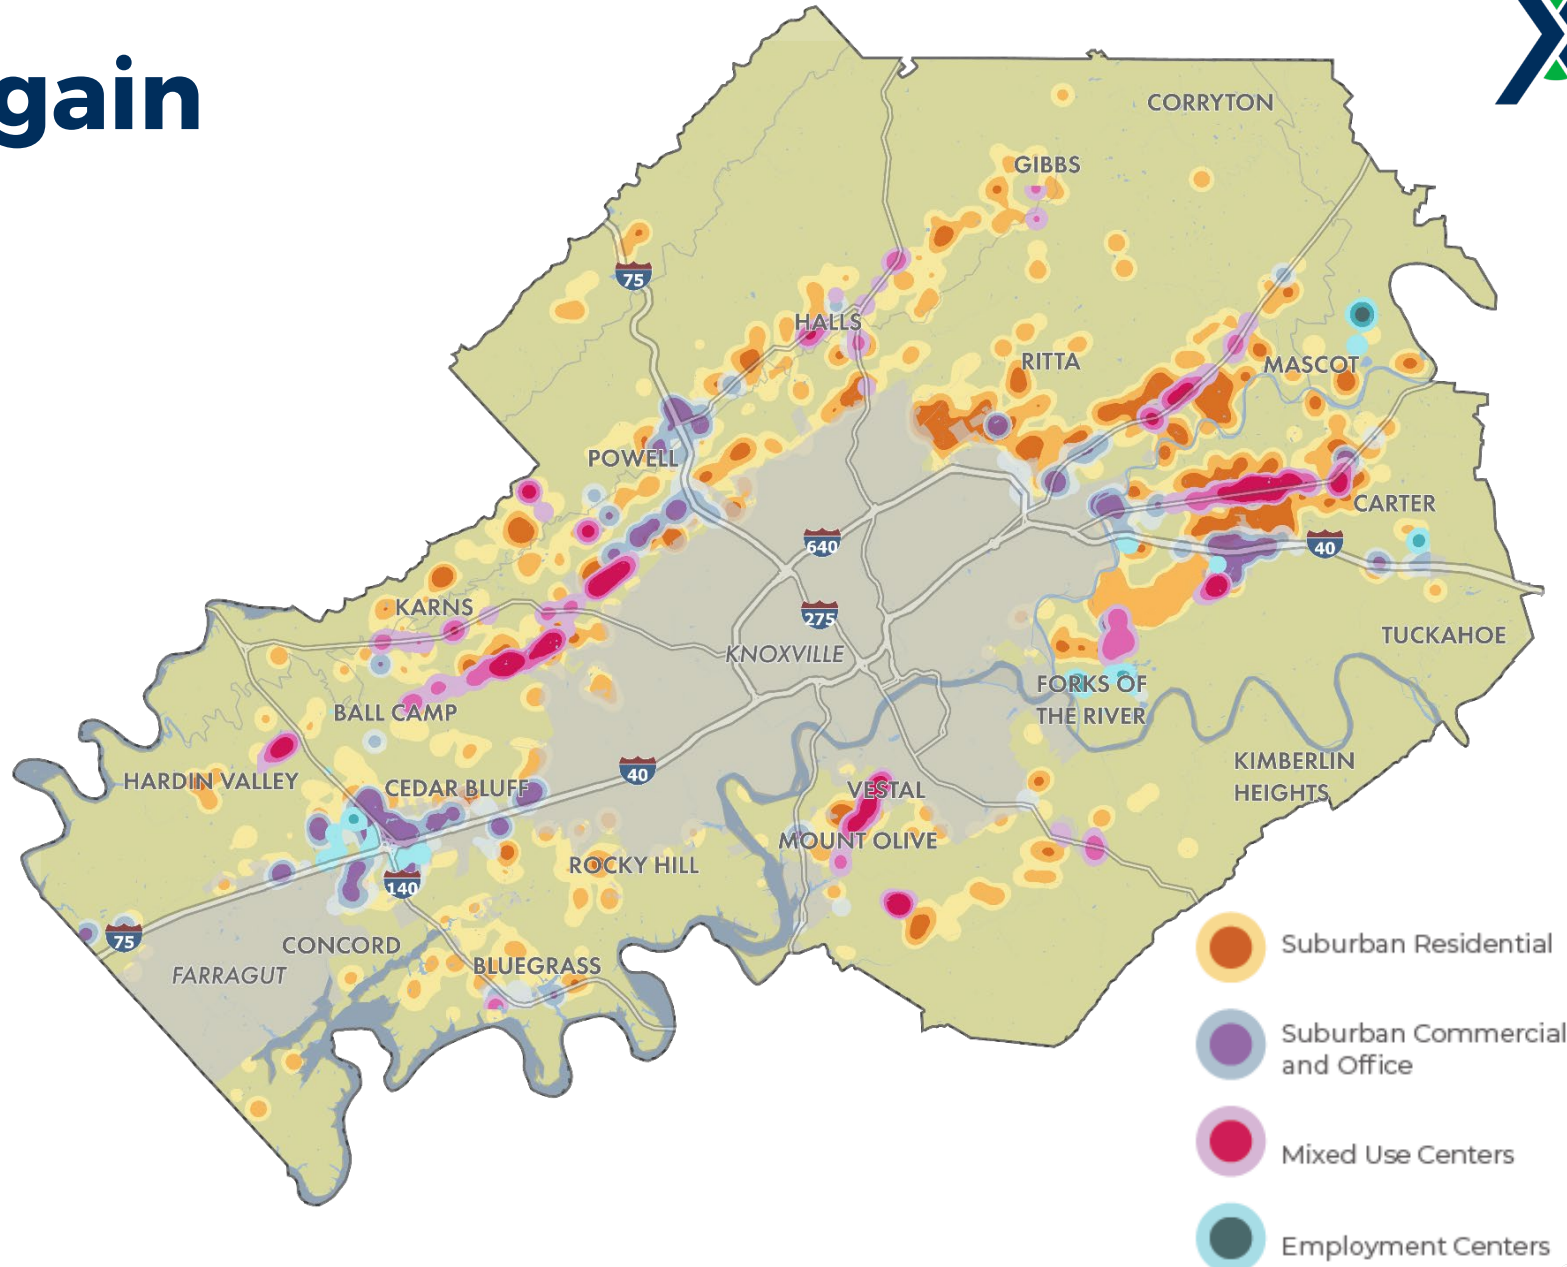 gain
CORRYTON
GIBBS
75
HALLS
RITTA
MASCOT
POWELL
CARTER
640
40
KARNS
275
KNOXVILLE
TUCKAHOE
FORKS OF
THE RIVER
BALL CAMP
HARDIN VALLEY
CEDAR BLUFF
40
VESTAL
KIMBERLIN
HEIGHTS
MOUNT OLIVE
ROCKY HILL
140
75
CONCORD
FARRAGUT
BLUEGRASS
Suburban Residential
Suburban Commercial
and Office
Mixed Use Centers
Employment Centers